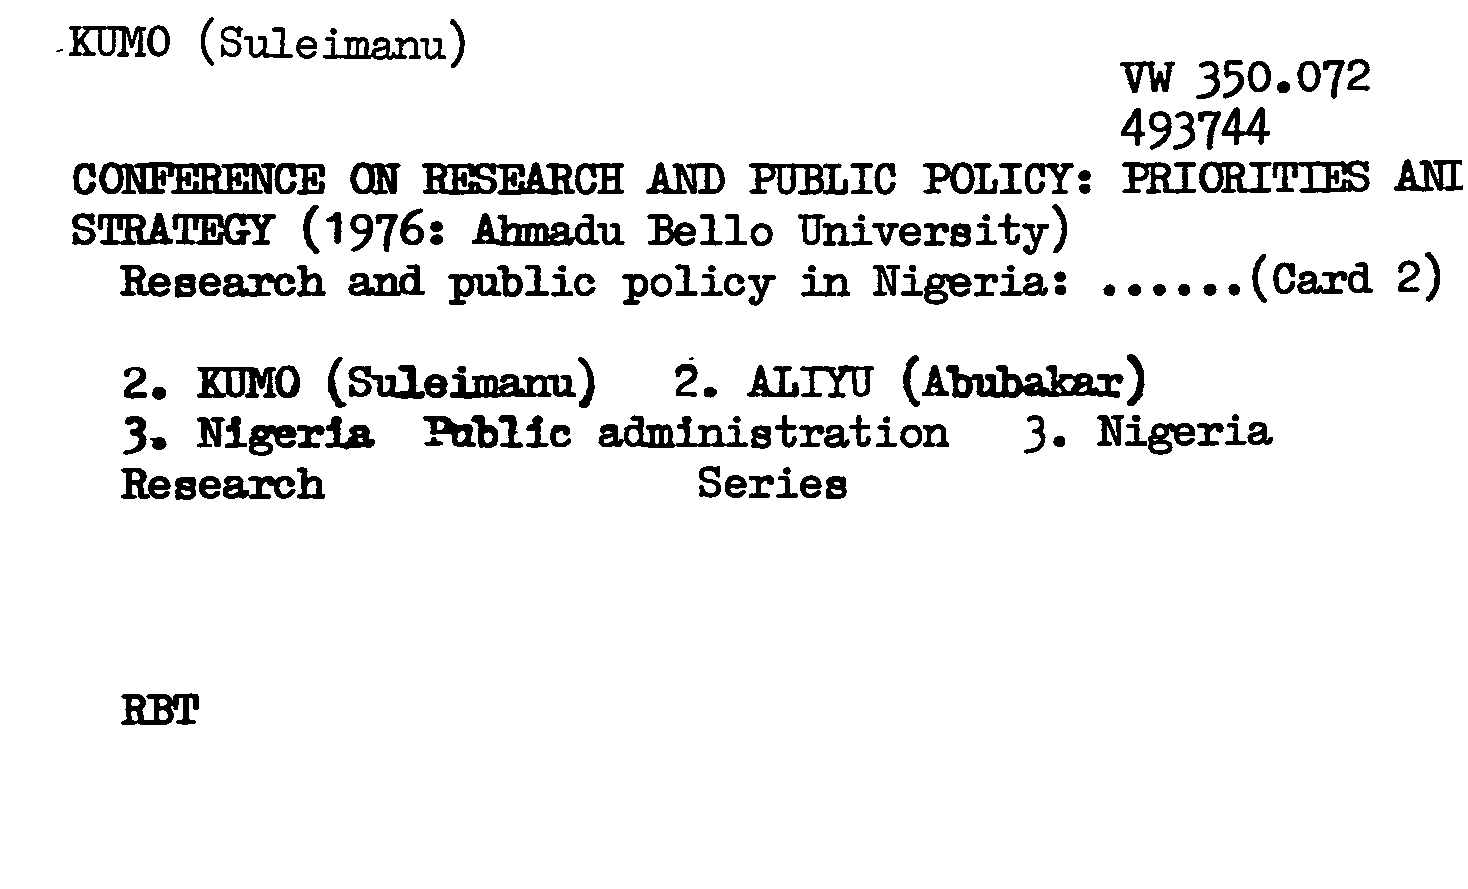 KUMO (Suleimanu)
VW 350.072
493744
CONFERENCE ON RESEARCH AND PUBLIC POLICY: PRIORITIES AND
STRATEGY (1976: Ahmadu Bello University)
Research and public policy in Nigeria: ......(Card 2)
2. KUMO (Suleimanu) 2. ALIYU (Abubakar)
3. Nigeria Public administration 3. Nigeria
Research Series
RBT